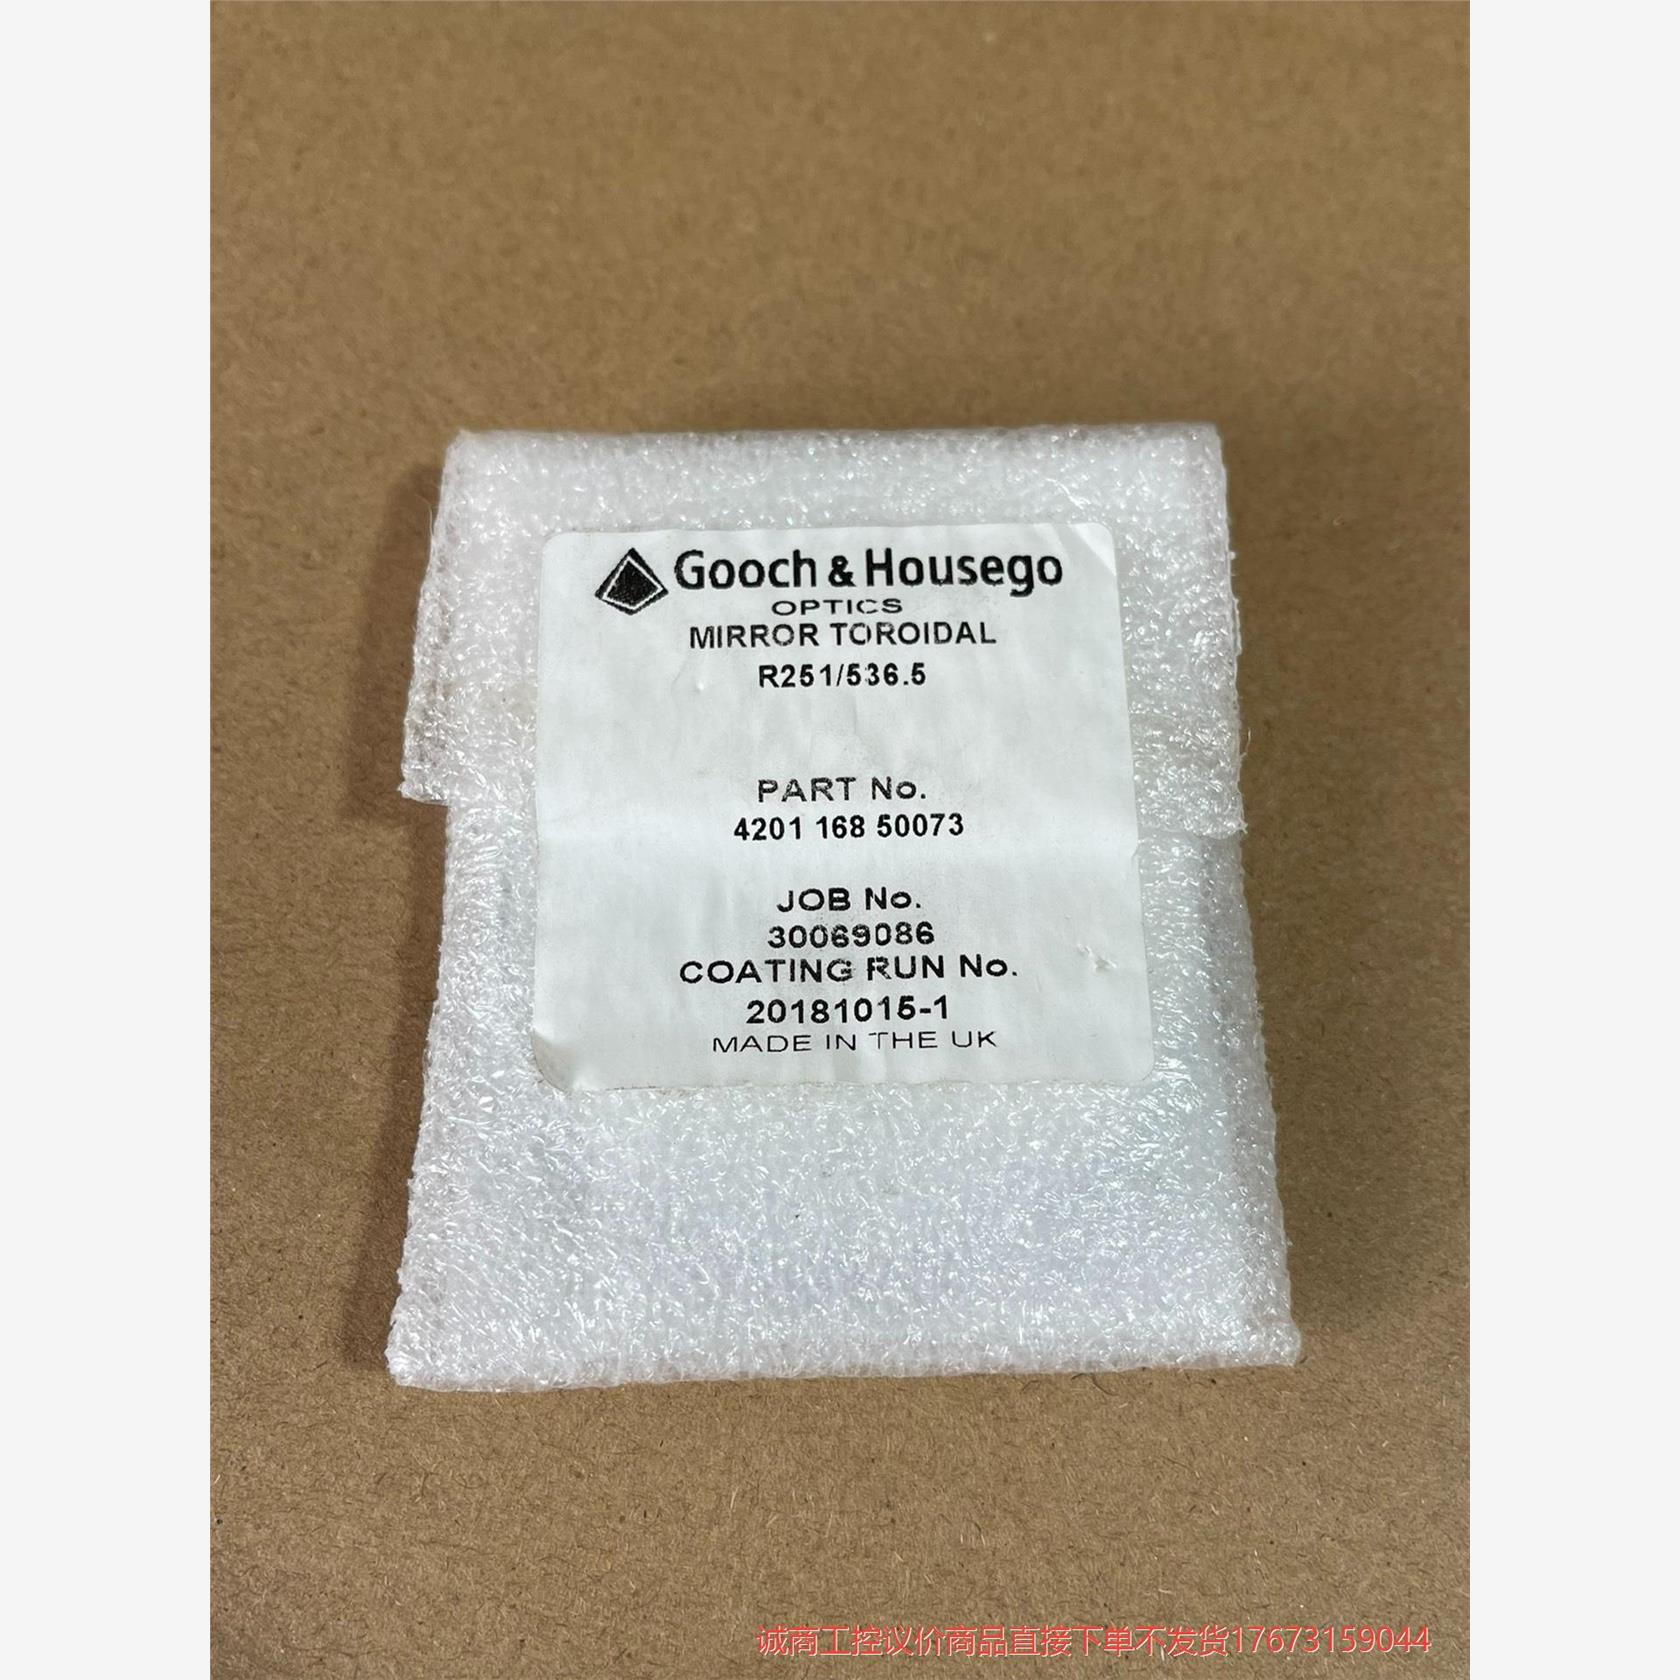 Gooch & Housego
OPTICS
MIRROR TOROIDAL
R251/536.5
PART No.
4201 168 50073
JOB No.
30069086
COATING RUN No.
20181015-1
MADE IN THE UK
诚商工控议价商品直接下单不发货17673159044